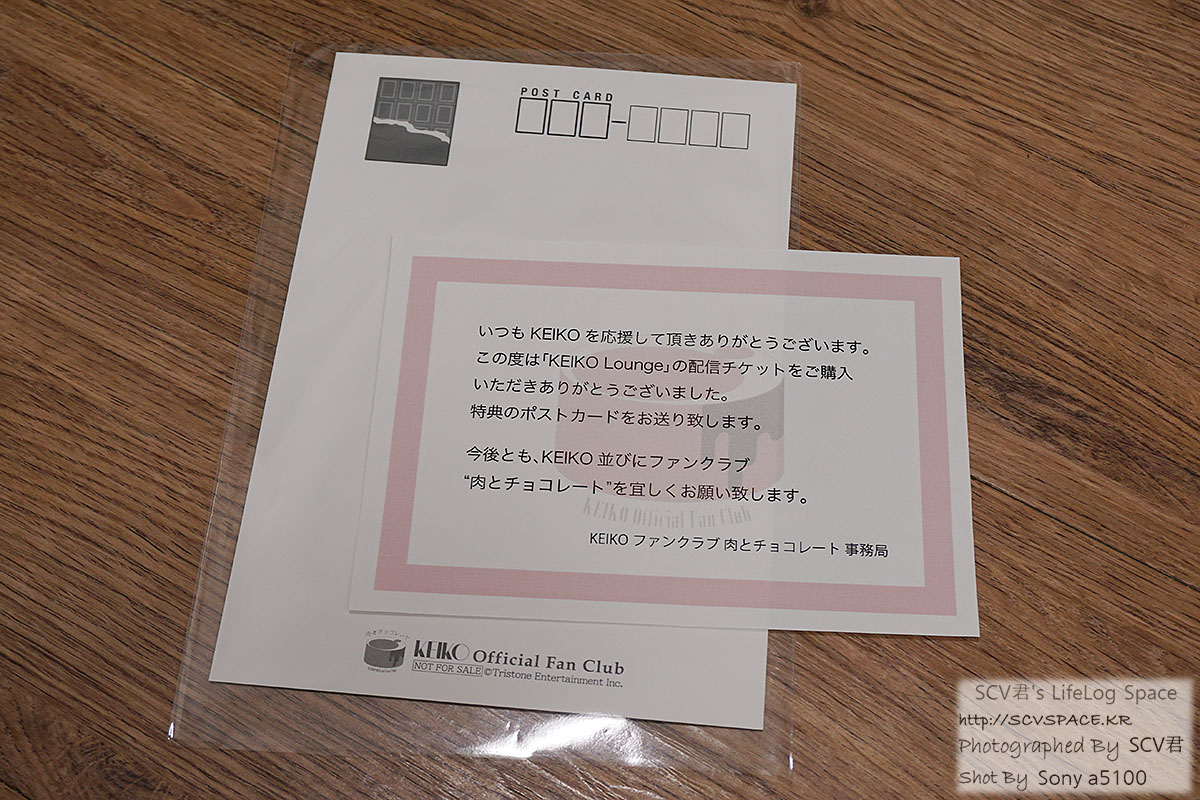 POST CARD
いつも KEIKO を応援して頂きありがとうございます。
この度は「KEIKO Lounge」の配信チケットをご購入
いただきありがとうございました。
特典のポストカードをお送り致します。
今後とも、KEIKO 並びにファンクラブ
“肉とチョコレート”を宜しくお願い致します。
KEIKO Official Fan Club
KEIKO ファンクラブ 肉とチョコレート 事務局
肉とチョコレート
KEIKO Official Fan Club
NOT FOR SALE ©Tristone Entertainment Inc.
SCV君's LifeLog Space
http://SCVSPACE.KR
Photographed By SCV君
Shot By Sony a5100